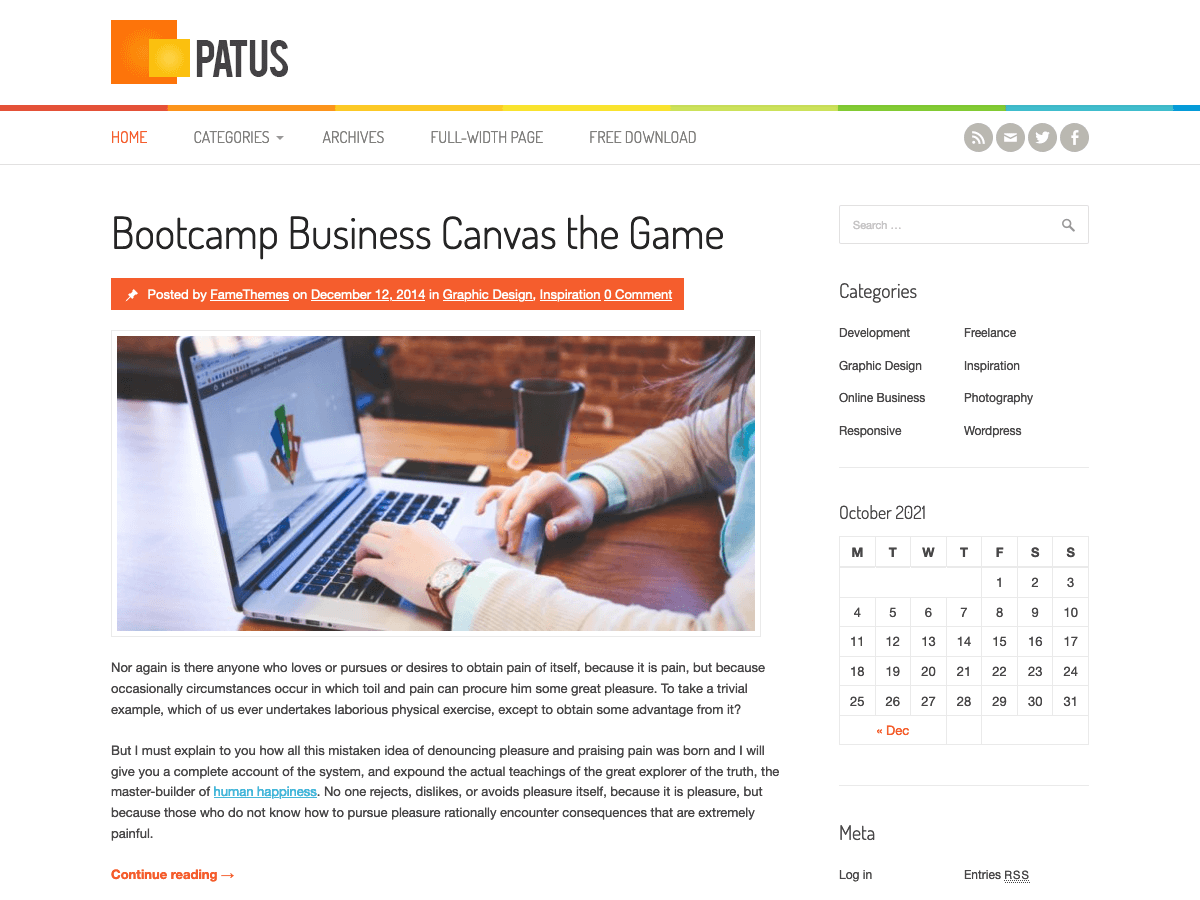 PATUS
HOME CATEGORIES ARCHIVES FULL-WIDTH PAGE FREE DOWNLOAD
Bootcamp Business Canvas the Game
Posted by FameThemes on December 12, 2014 in Graphic Design, Inspiration 0 Comment
Nor again is there anyone who loves or pursues or desires to obtain pain of itself, because it is pain, but because
occasionally circumstances occur in which toil and pain can procure him some great pleasure. To take a trivial
example, which of us ever undertakes laborious physical exercise, except to obtain some advantage from it?
But I must explain to you how all this mistaken idea of denouncing pleasure and praising pain was born and I will
give you a complete account of the system, and expound the actual teachings of the great explorer of the truth, the
master-builder of human happiness. No one rejects, dislikes, or avoids pleasure itself, because it is pleasure, but
because those who do not know how to pursue pleasure rationally encounter consequences that are extremely
painful.
Continue reading →
Search ...
Categories
Development Freelance
Graphic Design Inspiration
Online Business Photography
Responsive Wordpress
October 2021
M T W T F S S
1 2 3
4 5 6 7 8 9 10
11 12 13 14 15 16 17
18 19 20 21 22 23 24
25 26 27 28 29 30 31
« Dec
Meta
Log in Entries RSS